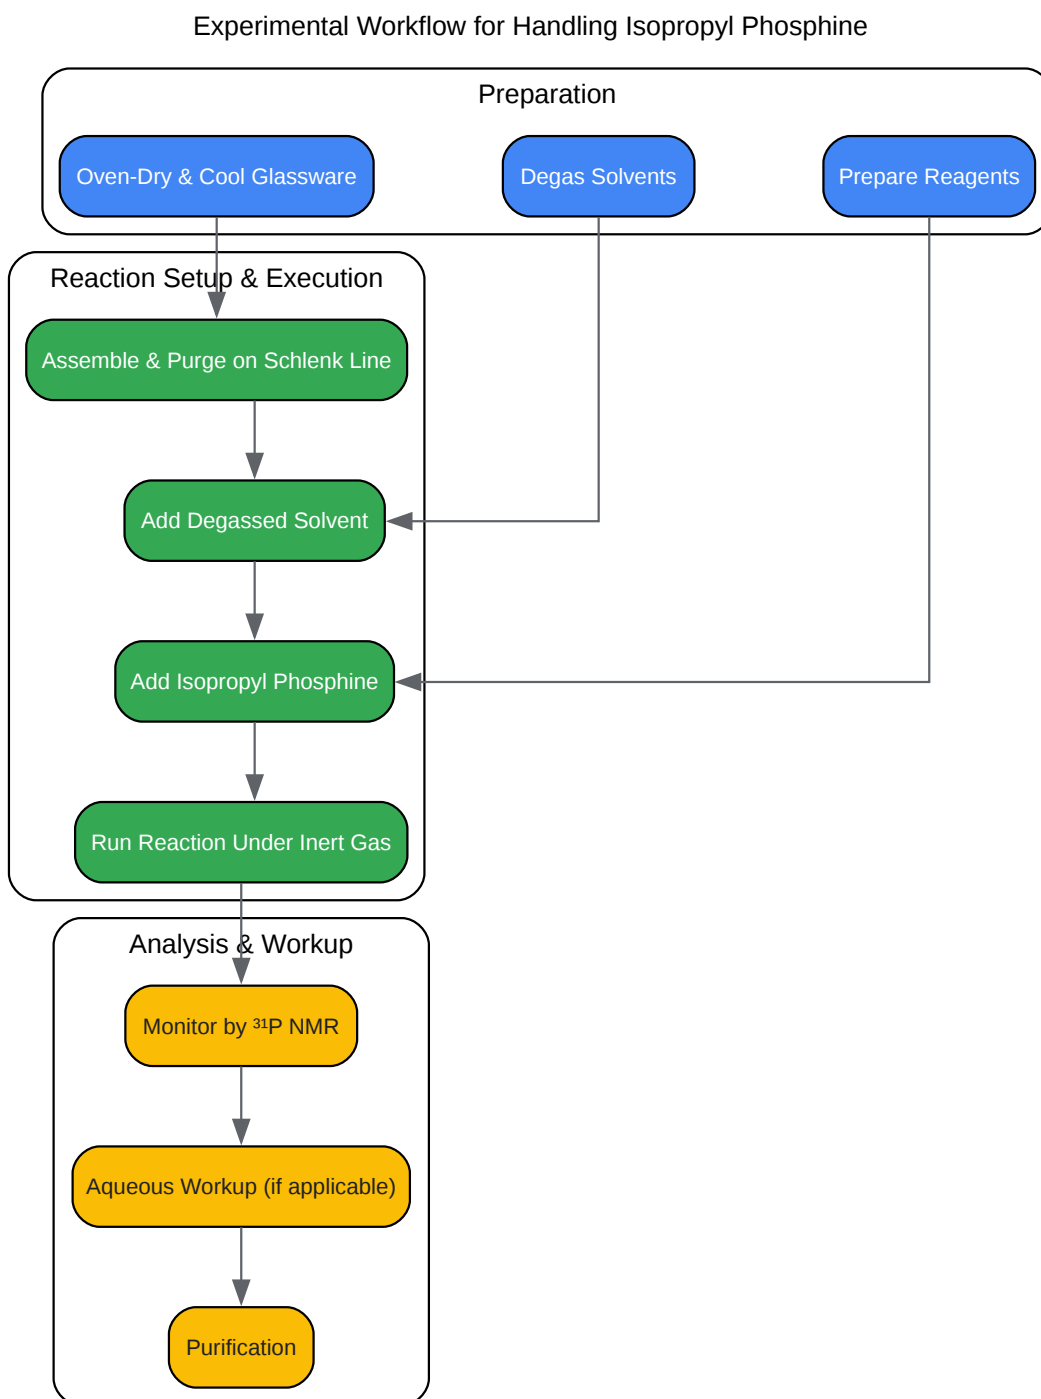 Experimental Workflow for Handling Isopropyl Phosphine
Preparation
Oven-Dry & Cool Glassware
Degas Solvents
Prepare Reagents
Reaction Setup & Execution
Assemble & Purge on Schlenk Line
Add Degassed Solvent
Add Isopropyl Phosphine
Run Reaction Under Inert Gas
Analysis & Workup
Monitor by ³¹P NMR
Aqueous Workup (if applicable)
Purification